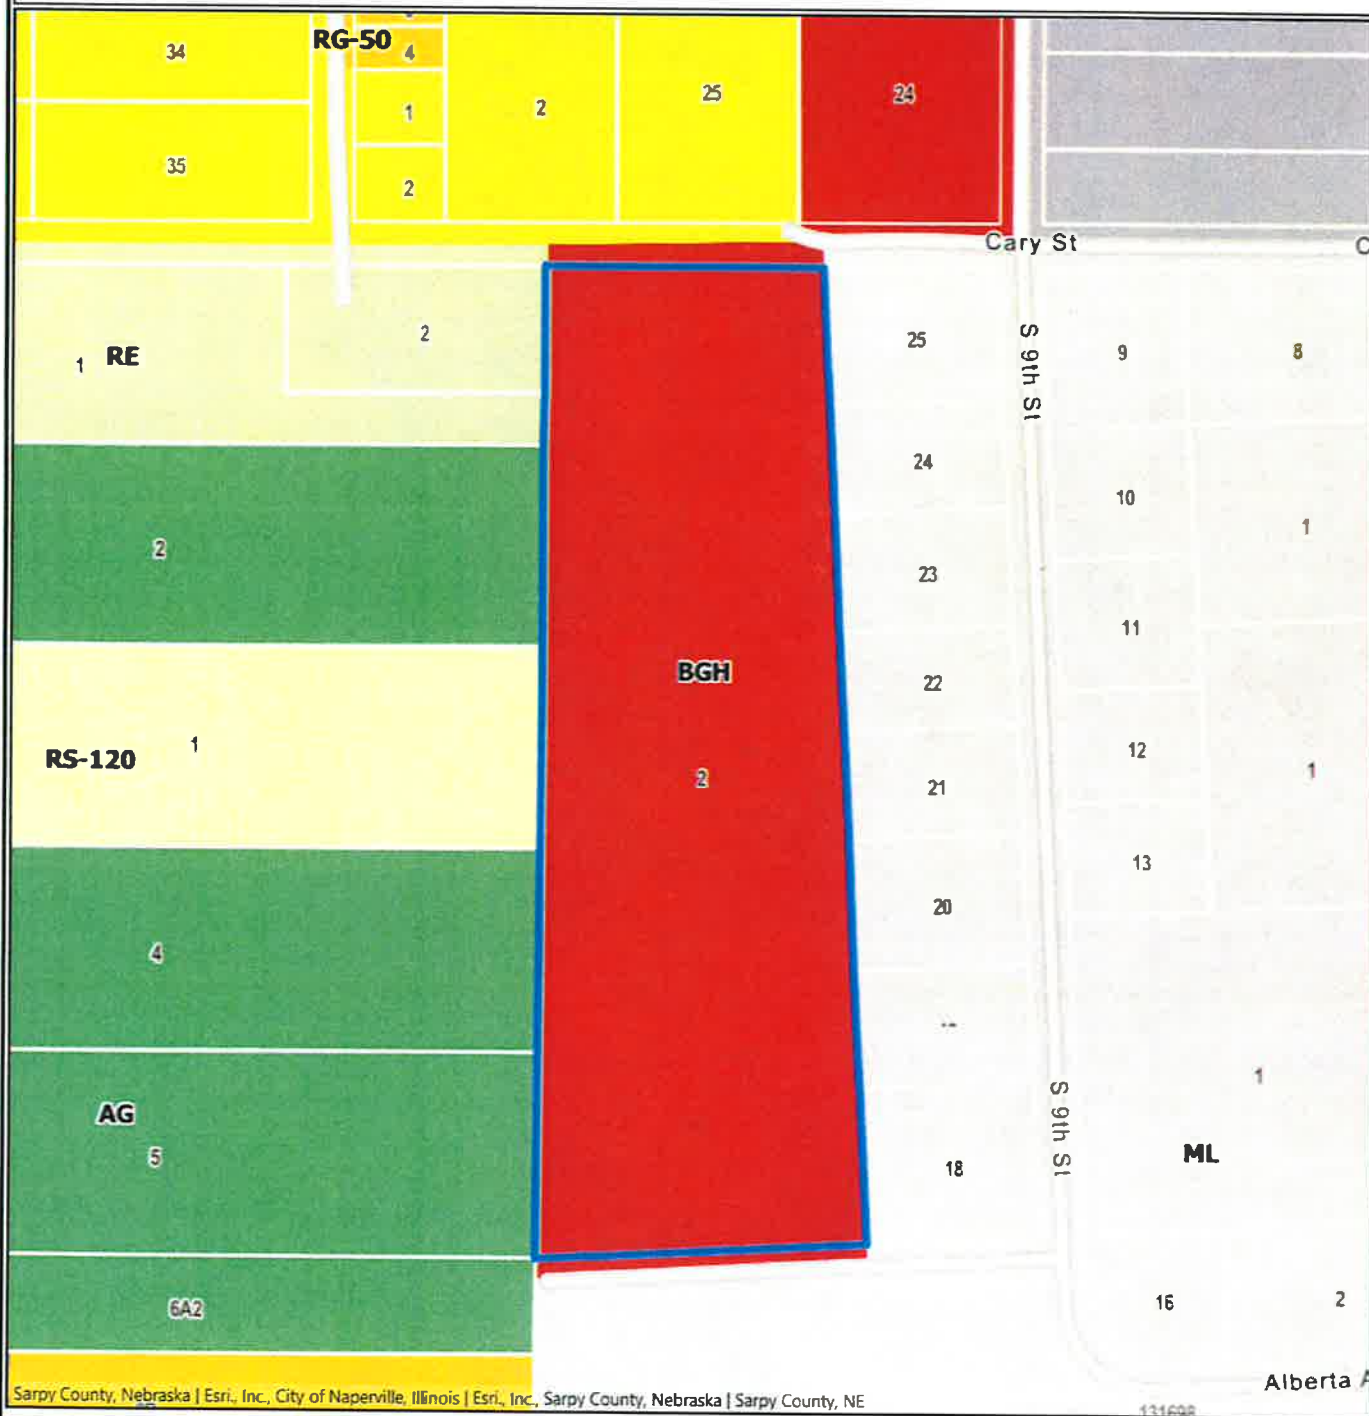 34
RG-50
4
1
2
25
24
35
2
Cary St
2
1 RE
25
S 9th St
9
8
24
10
1
2
23
11
BGH
22
RS-120
1
12
1
2
21
13
20
4
1
AG
5
S 9th St
ML
18
6A2
16
2
Alberta
Sarpy County, Nebraska | Esri., Inc., City of Naperville, Illinois | Esri., Inc., Sarpy County, Nebraska | Sarpy County, NE
131698